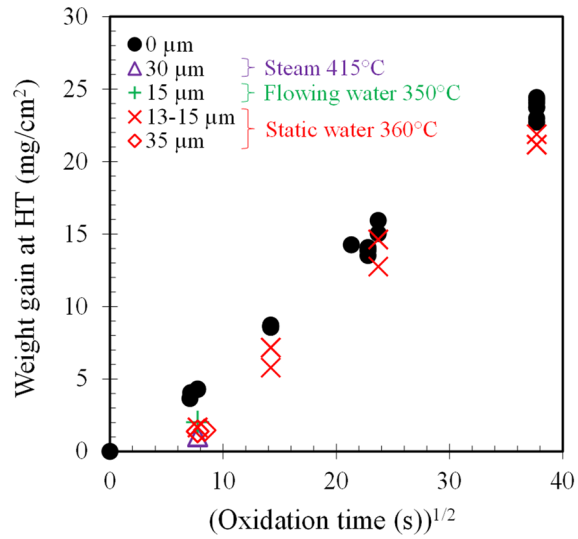 0 µm
30 µm
Steam 415°C
15 µm
Flowing water 350°C
13-15 µm
35 µm
Static water 360°C
Weight gain at HT (mg/cm²)
30
25
20
15
10
5
0
0
10
20
30
40
(Oxidation time (s))¹/²